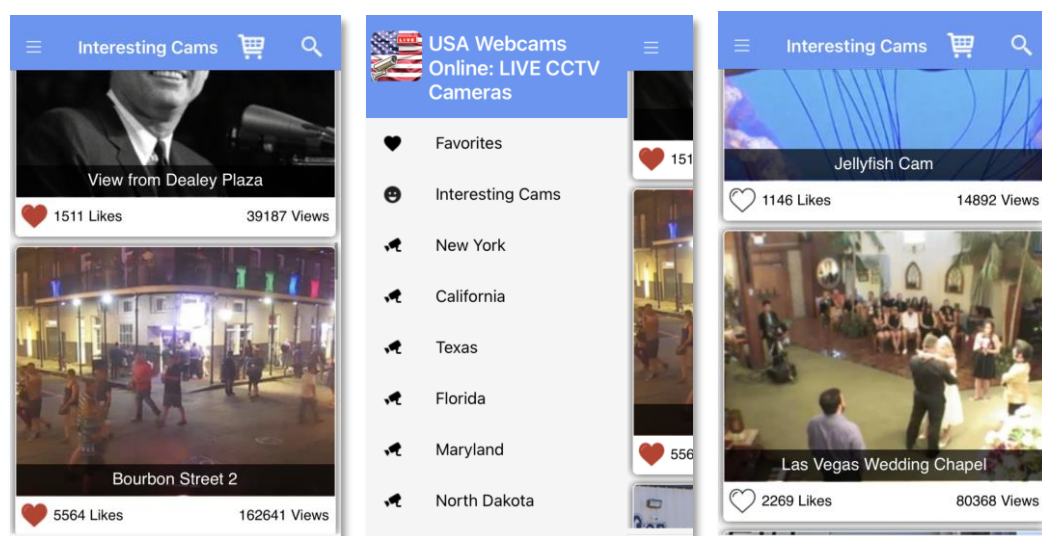 Interesting Cams
View from Dealey Plaza
1511 Likes 39187 Views
Bourbon Street 2
5564 Likes 162641 Views
USA Webcams
Online: LIVE CCTV
Cameras
Favorites
Interesting Cams
New York
California
Texas
Florida
Maryland
North Dakota
151
556
Interesting Cams
Jellyfish Cam
1146 Likes 14892 Views
Las Vegas Wedding Chapel
2269 Likes 80368 Views